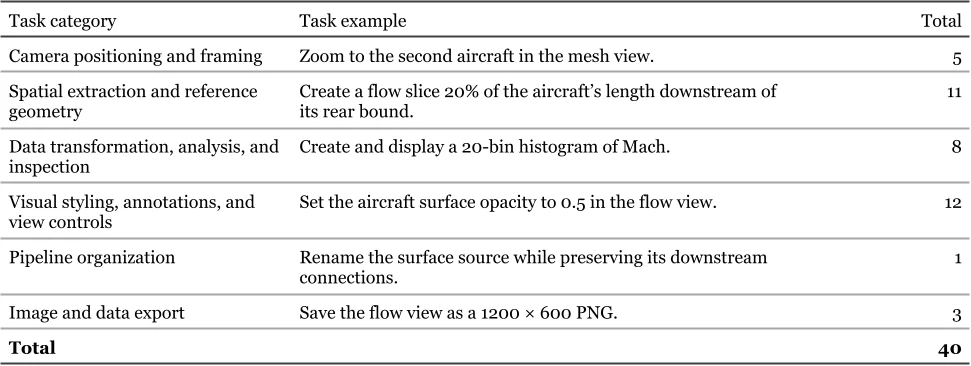 Task category Task example Total
Camera positioning and framing Zoom to the second aircraft in the mesh view. 5
Spatial extraction and reference geometry Create a flow slice 20% of the aircraft’s length downstream of its rear bound. 11
Data transformation, analysis, and inspection Create and display a 20-bin histogram of Mach. 8
Visual styling, annotations, and view controls Set the aircraft surface opacity to 0.5 in the flow view. 12
Pipeline organization Rename the surface source while preserving its downstream connections. 1
Image and data export Save the flow view as a 1200 × 600 PNG. 3
Total 40